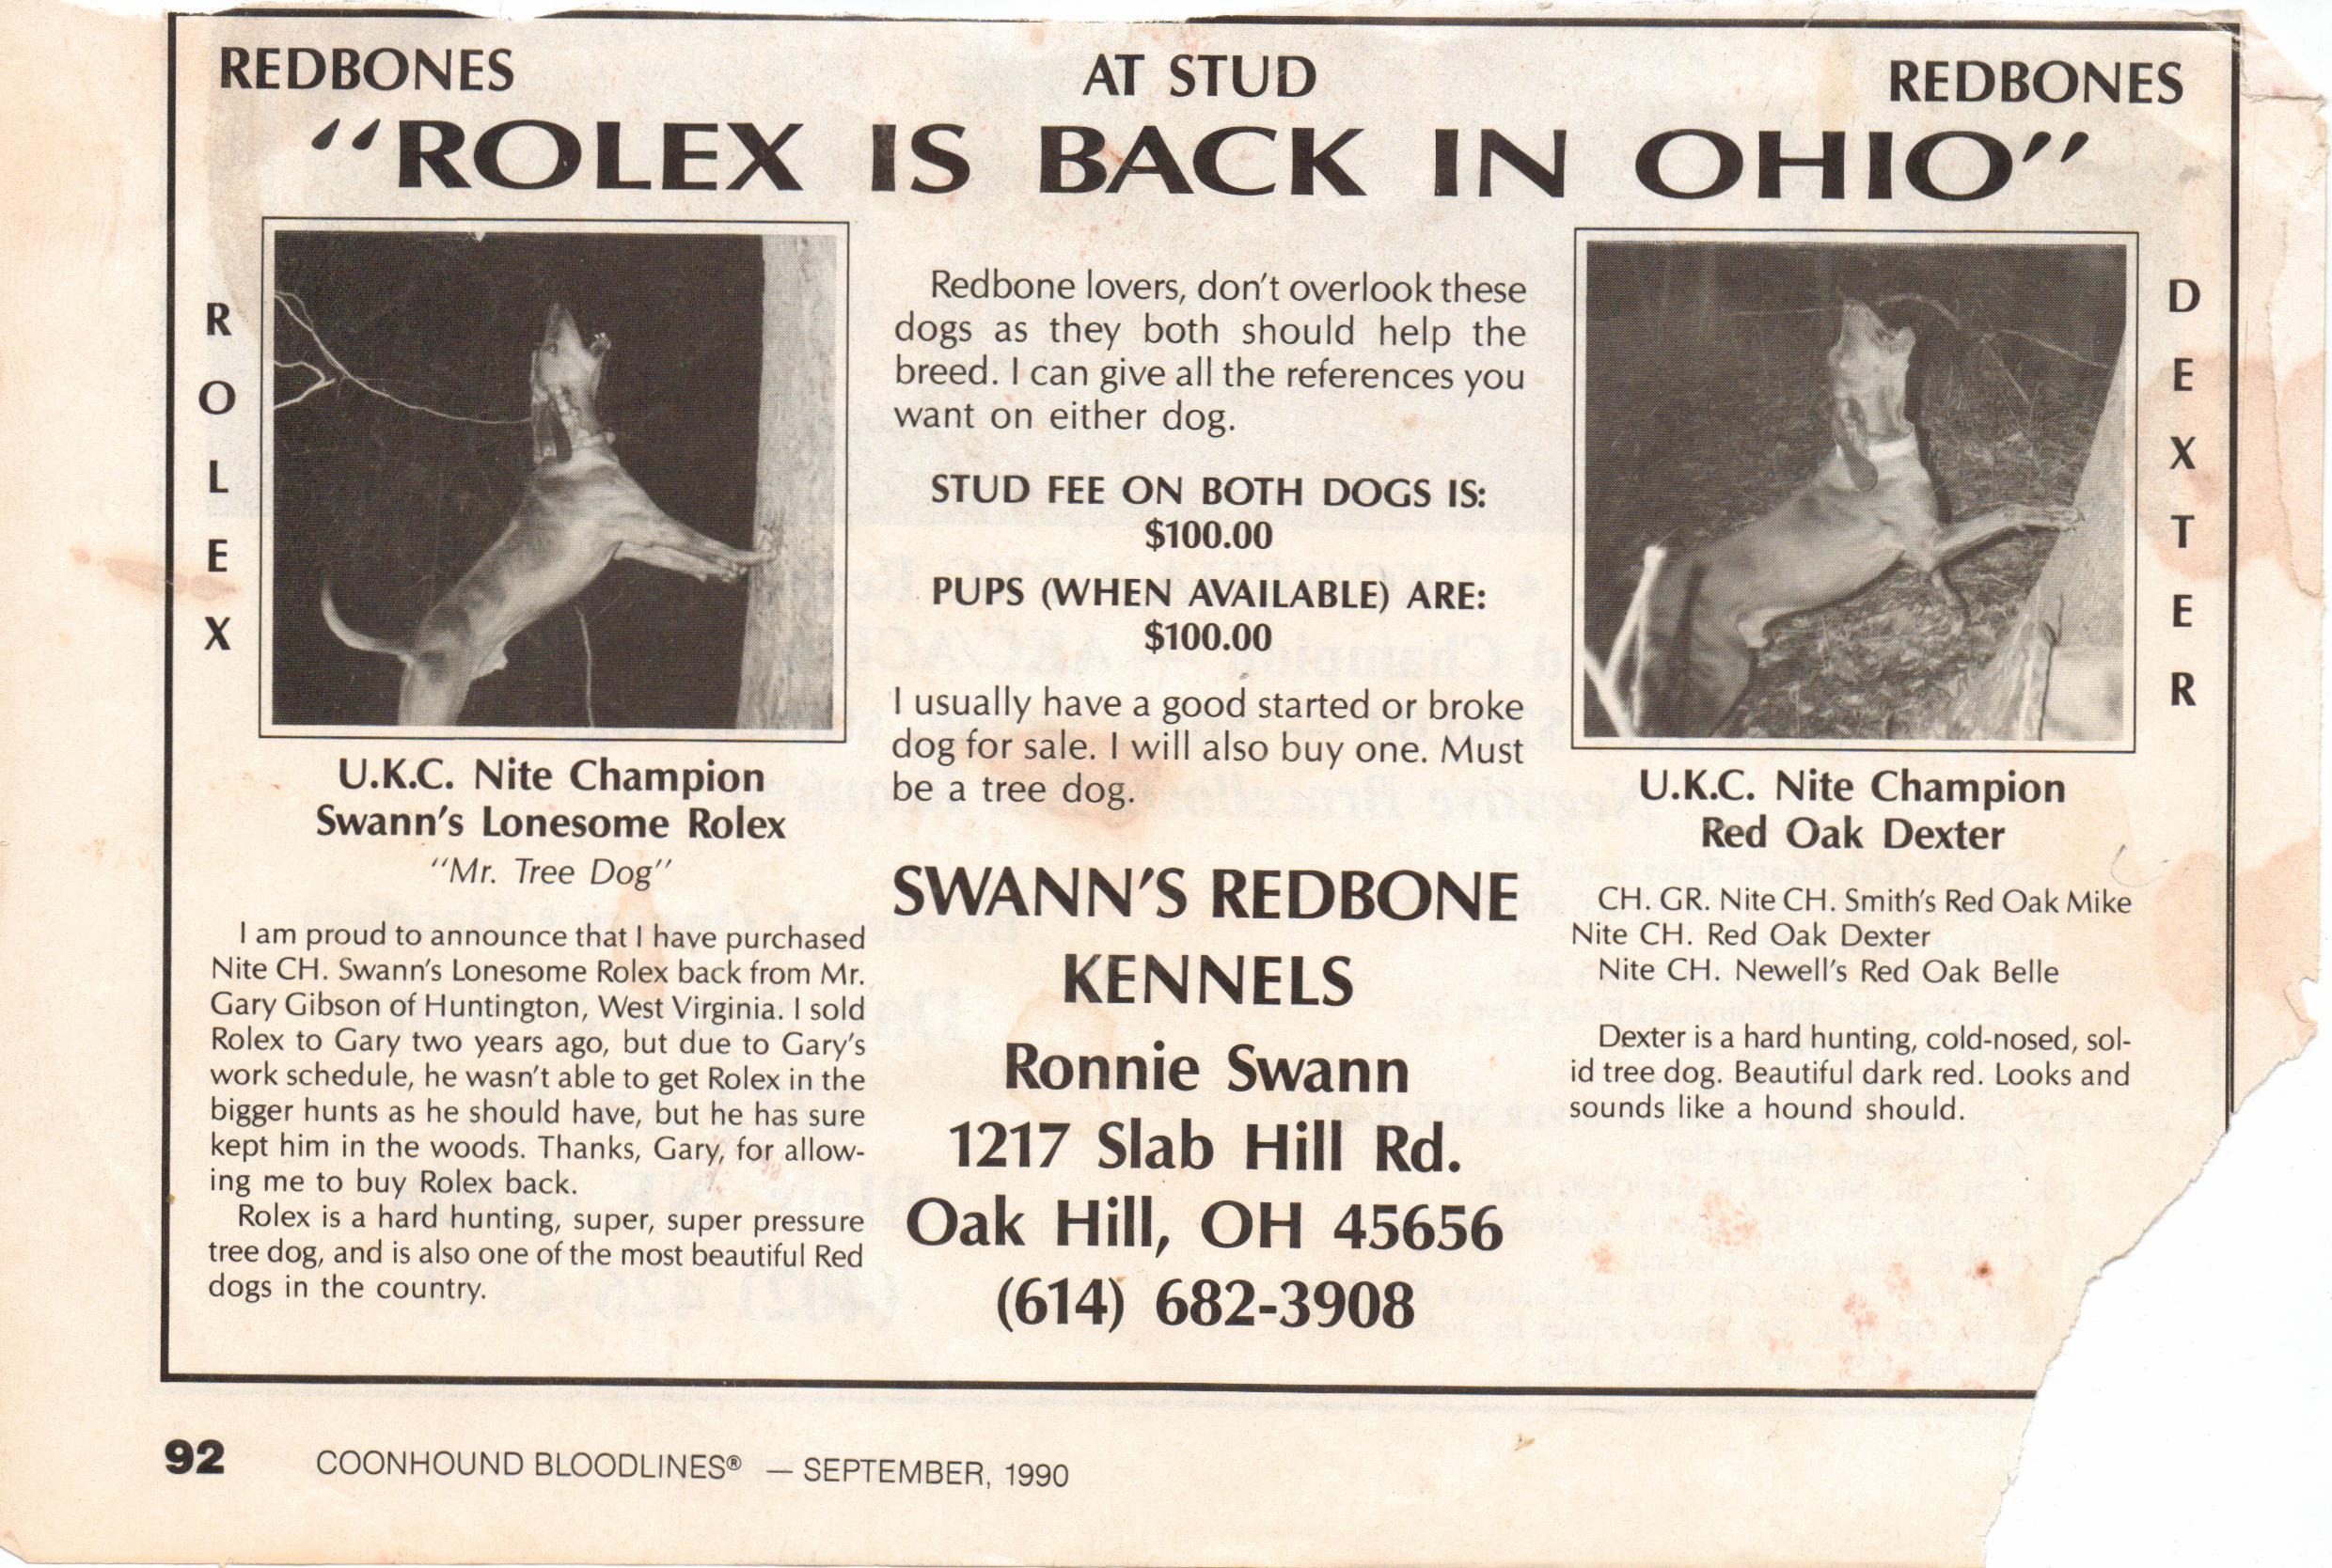 REDBONES
AT STUD
REDBONES
“ROLEX IS BACK IN OHIO”
R
O
L
E
X
U.K.C. Nite Champion
Swann's Lonesome Rolex
“Mr. Tree Dog”
I am proud to announce that I have purchased
Nite CH. Swann's Lonesome Rolex back from Mr.
Gary Gibson of Huntington, West Virginia. I sold
Rolex to Gary two years ago, but due to Gary's
work schedule, he wasn't able to get Rolex in the
bigger hunts as he should have, but he has sure
kept him in the woods. Thanks, Gary, for allow-
ing me to buy Rolex back.
Rolex is a hard hunting, super, super pressure
tree dog, and is also one of the most beautiful Red
dogs in the country.
Redbone lovers, don't overlook these
dogs as they both should help the
breed. I can give all the references you
want on either dog.
STUD FEE ON BOTH DOGS IS:
$100.00
PUPS (WHEN AVAILABLE) ARE:
$100.00
I usually have a good started or broke
dog for sale. I will also buy one. Must
be a tree dog.
SWANN'S REDBONE
KENNELS
Ronnie Swann
1217 Slab Hill Rd.
Oak Hill, OH 45656
(614) 682-3908
D
E
X
T
E
R
U.K.C. Nite Champion
Red Oak Dexter
CH. GR. Nite CH. Smith's Red Oak Mike
Nite CH. Red Oak Dexter
Nite CH. Newell's Red Oak Belle
Dexter is a hard hunting, cold-nosed, sol-
id tree dog. Beautiful dark red. Looks and
sounds like a hound should.
92 COONHOUND BLOODLINES® — SEPTEMBER, 1990